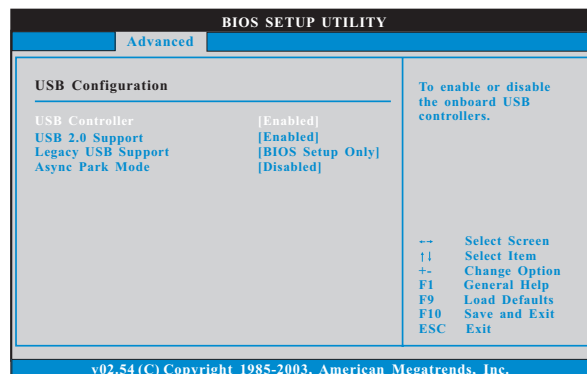 BIOS SETUP UTILITY
Advanced
USB Configuration
USB Controller [Enabled]
USB 2.0 Support [Enabled]
Legacy USB Support [BIOS Setup Only]
Async Park Mode [Disabled]
To enable or disable
the onboard USB
controllers.
←→ Select Screen
↑↓ Select Item
+- Change Option
F1 General Help
F9 Load Defaults
F10 Save and Exit
ESC Exit
v02.54 (C) Copyright 1985-2003, American Megatrends, Inc.